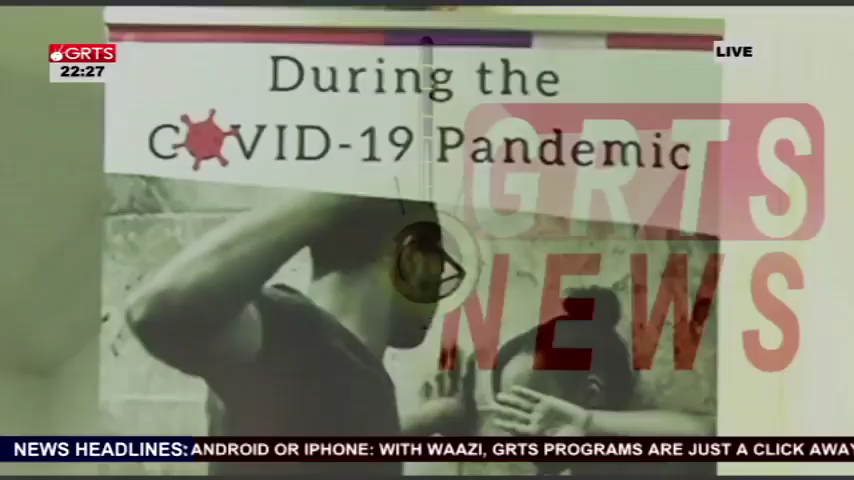 GRTS
22:27
LIVE
During the
COVID-19 Pandemic
GRTS
NEWS
NEWS HEADLINES: ANDROID OR IPHONE: WITH WAAZI, GRTS PROGRAMS ARE JUST A CLICK AWAY